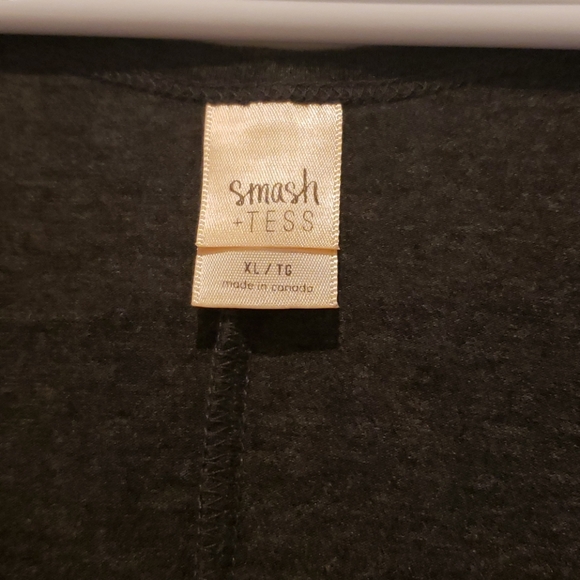 smash
+TESS
XL / TG
made in canada